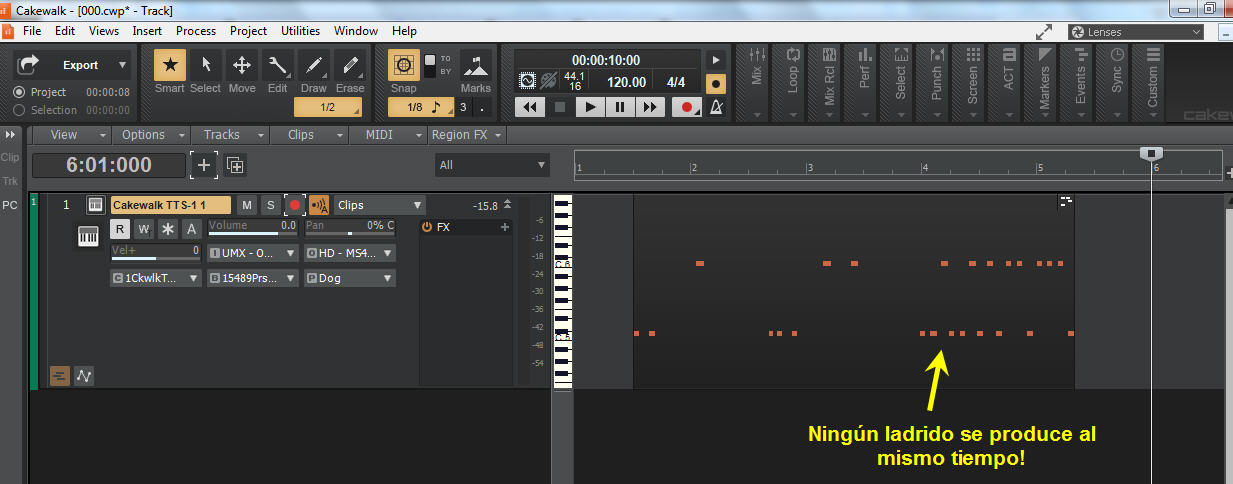 Cakewalk - [000.cwp* - Track]
File Edit Views Insert Process Project Utilities Window Help
Lenses
Export
Project 00:00:08
Selection 00:00:00
Smart Select Move Edit Draw Erase
1/2
Snap
TO
BY
Marks
1/8 3 .
00:00:10:00
44.1
16
120.00 4/4
Mix
Loop
Mix Rcl
Perf
Select
Punch
Screen
ACT
Markers
Events
Sync
Custom
View Options Tracks Clips MIDI Region FX
Clip
Trk
PC
6:01:000
All
1 2 3 4 5 6
1
1 Cakewalk TTS-1 1 M S A Clips -15.8
R W A Volume 0.0 Pan 0% C
FX
Vel+ 0 I UMX - O... O HD - MS4...
C 1CkwlkT... B 15489Prs... P Dog
-6
-12
-18
-24
-30
-36
-42
-48
-54
C 6
C 5
Ningún ladrido se produce al
mismo tiempo!